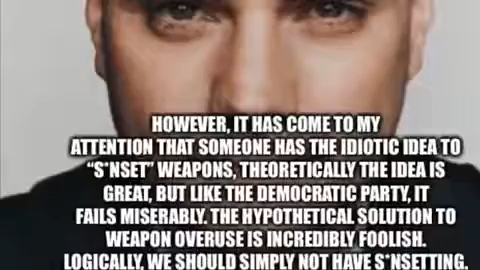 HOWEVER, IT HAS COME TO MY
ATTENTION THAT SOMEONE HAS THE IDIOTIC IDEA TO
“S*NSET” WEAPONS, THEORETICALLY THE IDEA IS
GREAT, BUT LIKE THE DEMOCRATIC PARTY, IT
FAILS MISERABLY. THE HYPOTHETICAL SOLUTION TO
WEAPON OVERUSE IS INCREDIBLY FOOLISH.
LOGICALLY, WE SHOULD SIMPLY NOT HAVE S*NSETTING.